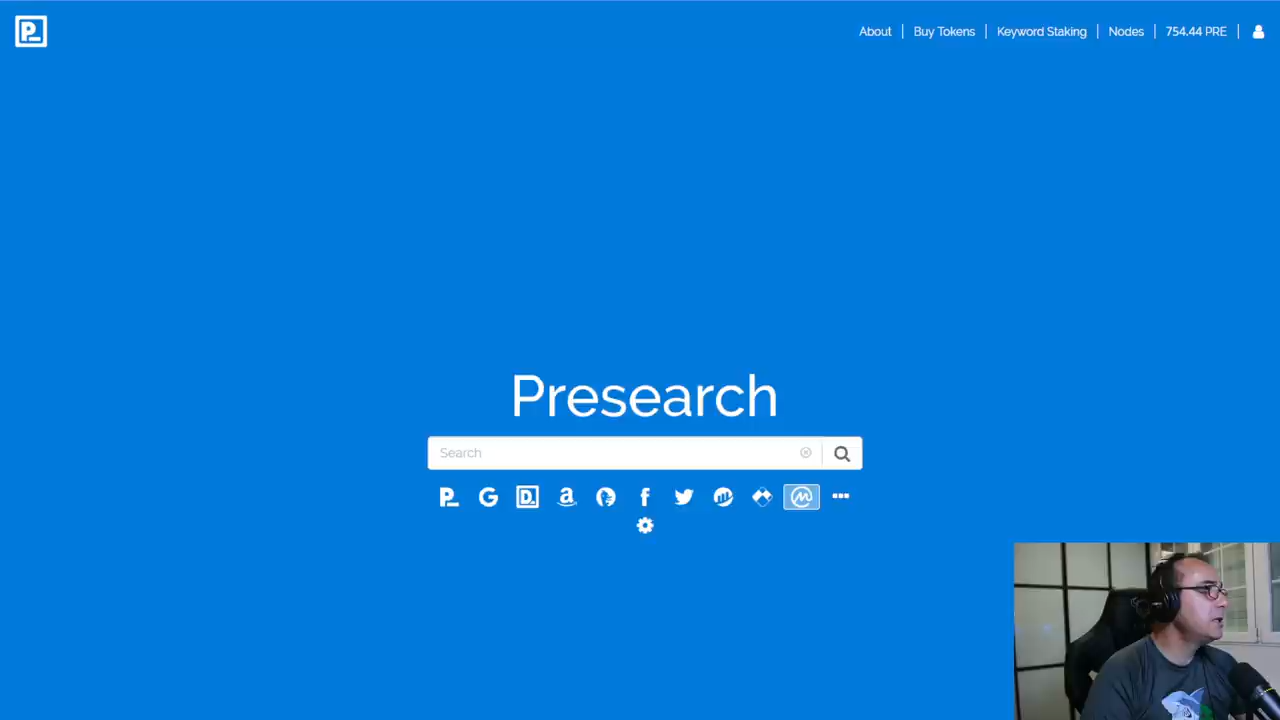 About
Buy Tokens
Keyword Staking
Nodes
754.44 PRE
Presearch
Search